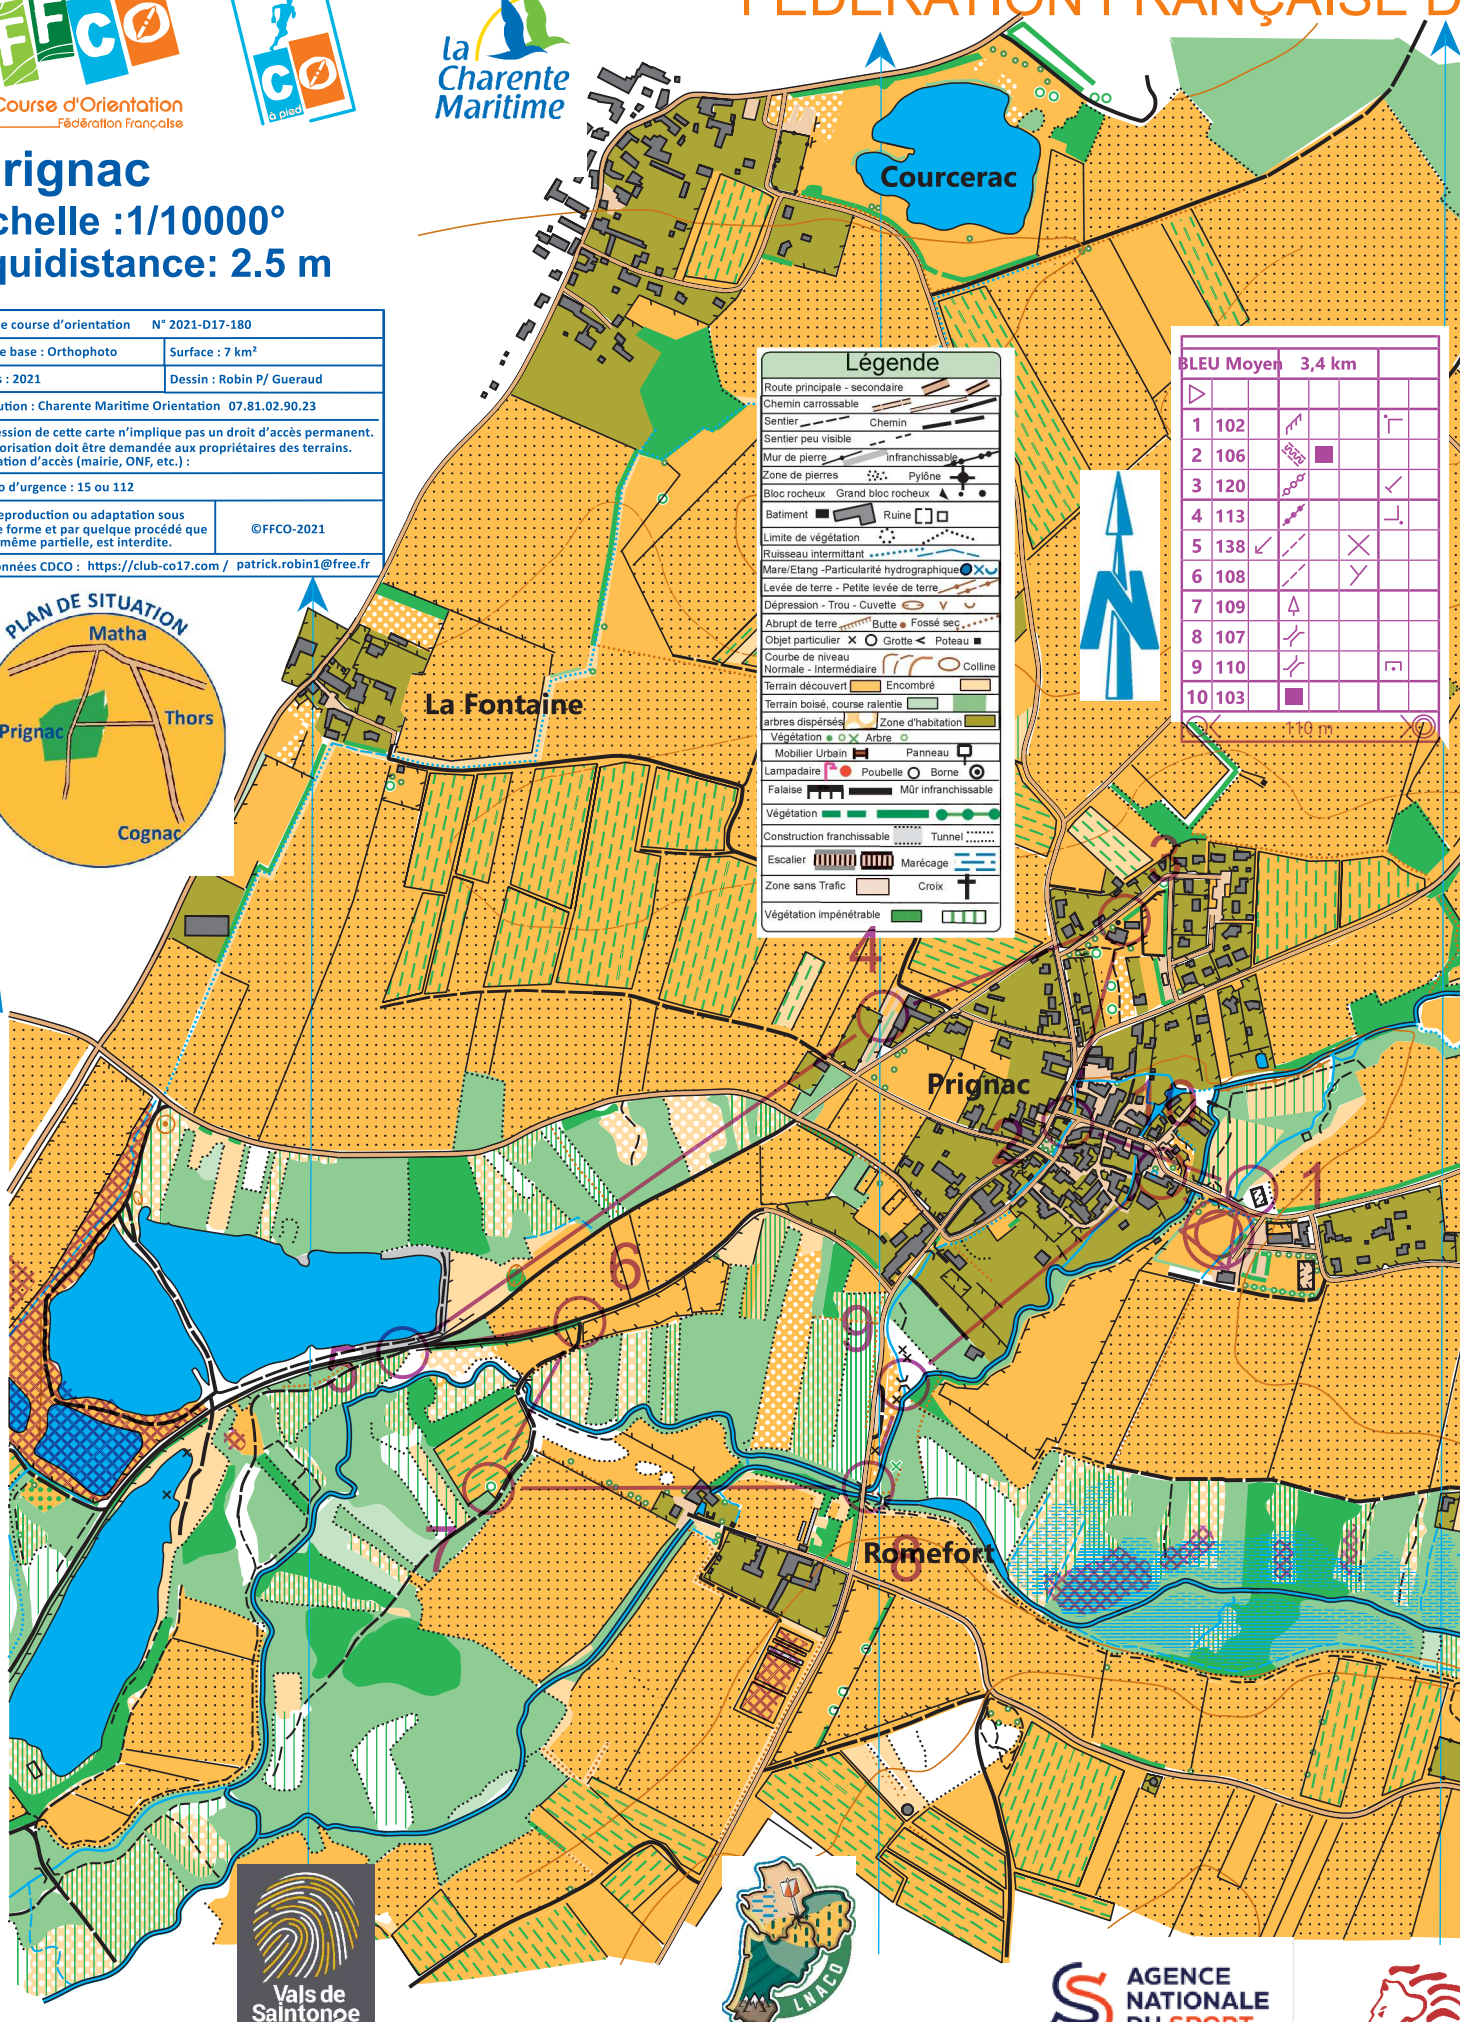 FÉDÉRATION FRANÇAISE D
FFCO
Course d'Orientation
Fédération Française
CO
à pied
la
Charente
Maritime
rignac
chelle :1/10000°
quidistance: 2.5 m
e course d'orientation N° 2021-D17-180
e base : Orthophoto Surface : 7 km²
s : 2021 Dessin : Robin P/ Gueraud
ution : Charente Maritime Orientation 07.81.02.90.23
ession de cette carte n'implique pas un droit d'accès permanent.
orisation doit être demandée aux propriétaires des terrains.
ation d'accès (mairie, ONF, etc.) :
o d'urgence : 15 ou 112
eproduction ou adaptation sous
e forme et par quelque procédé que
même partielle, est interdite.
©FFCO-2021
onnées CDCO : https://club-co17.com / patrick.robin1@free.fr
PLAN DE SITUATION
Matha
Thors
Prignac
Cognac
Courcerac
La Fontaine
Légende
Route principale - secondaire
Chemin carrossable
Sentier Chemin
Sentier peu visible
Mur de pierre infranchissable
Zone de pierres Pylône
Bloc rocheux Grand bloc rocheux
Batiment Ruine
Limite de végétation
Ruisseau intermittant
Mare/Etang -Particularité hydrographique
Levée de terre - Petite levée de terre
Dépression - Trou - Cuvette
Abrupt de terre Butte Fossé sec
Objet particulier Grotte Poteau
Courbe de niveau
Normale - Intermédiaire Colline
Terrain découvert Encombré
Terrain boisé, course ralentie
arbres dispérsés Zone d'habitation
Végétation Arbre
Mobilier Urbain Panneau
Lampadaire Poubelle Borne
Falaise Mûr infranchissable
Végétation
Construction franchissable Tunnel
Escalier Marécage
Zone sans Trafic Croix
Végétation impénétrable
BLEU Moyen 3,4 km
1 102
2 106
3 120
4 113
5 138
6 108
7 109
8 107
9 110
10 103
110 m
N
3
4
Prignac
10
2
1
6
9
5
7
8
Romefort
Vals de
Saintonge
LNACO
AGENCE
NATIONALE
DU SPORT